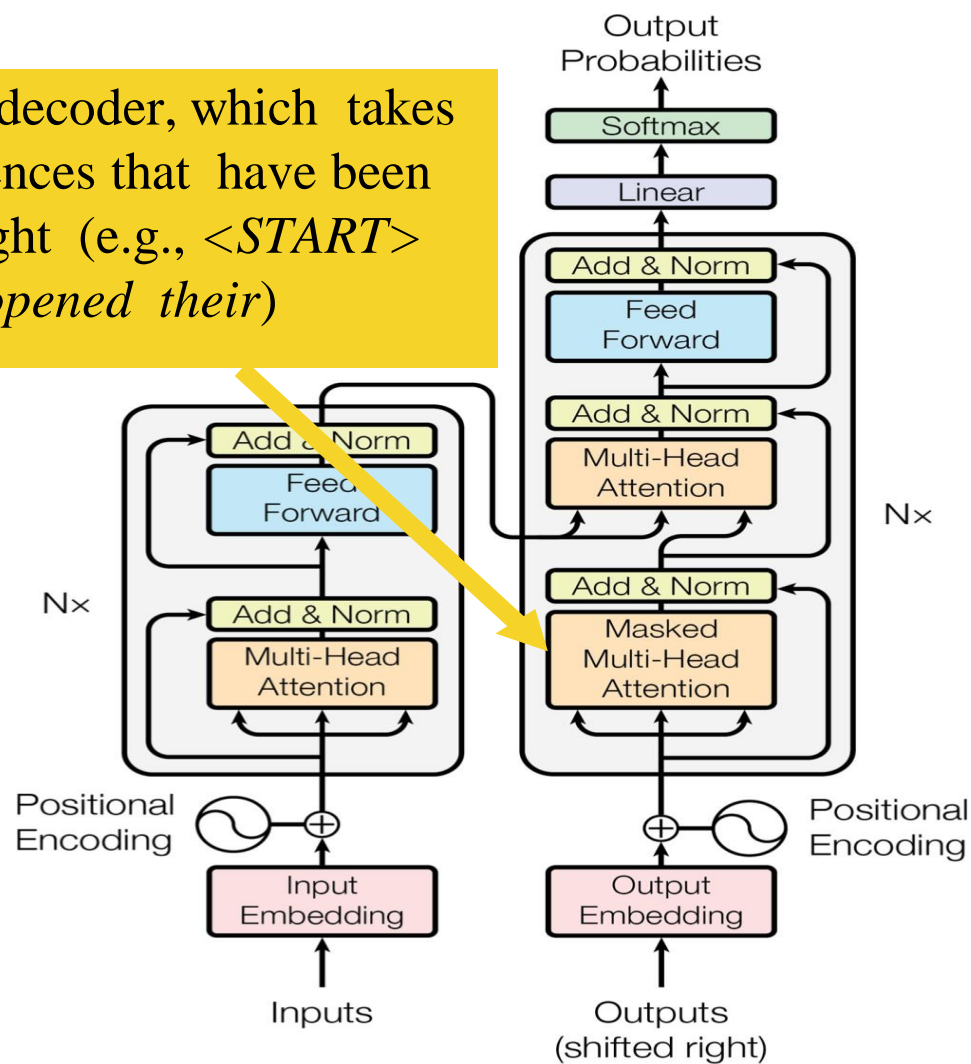 Output
Probabilities
decoder, which takes
ences that have been
ght (e.g., <START>
opened their)
Softmax
Linear
Add & Norm
Feed
Forward
Add & Norm
Multi-Head
Attention
Nx
Add & Norm
Masked
Multi-Head
Attention
Add & Norm
Feed
Forward
Nx
Add & Norm
Multi-Head
Attention
Positional
Encoding
Positional
Encoding
Input
Embedding
Output
Embedding
Inputs
Outputs
(shifted right)